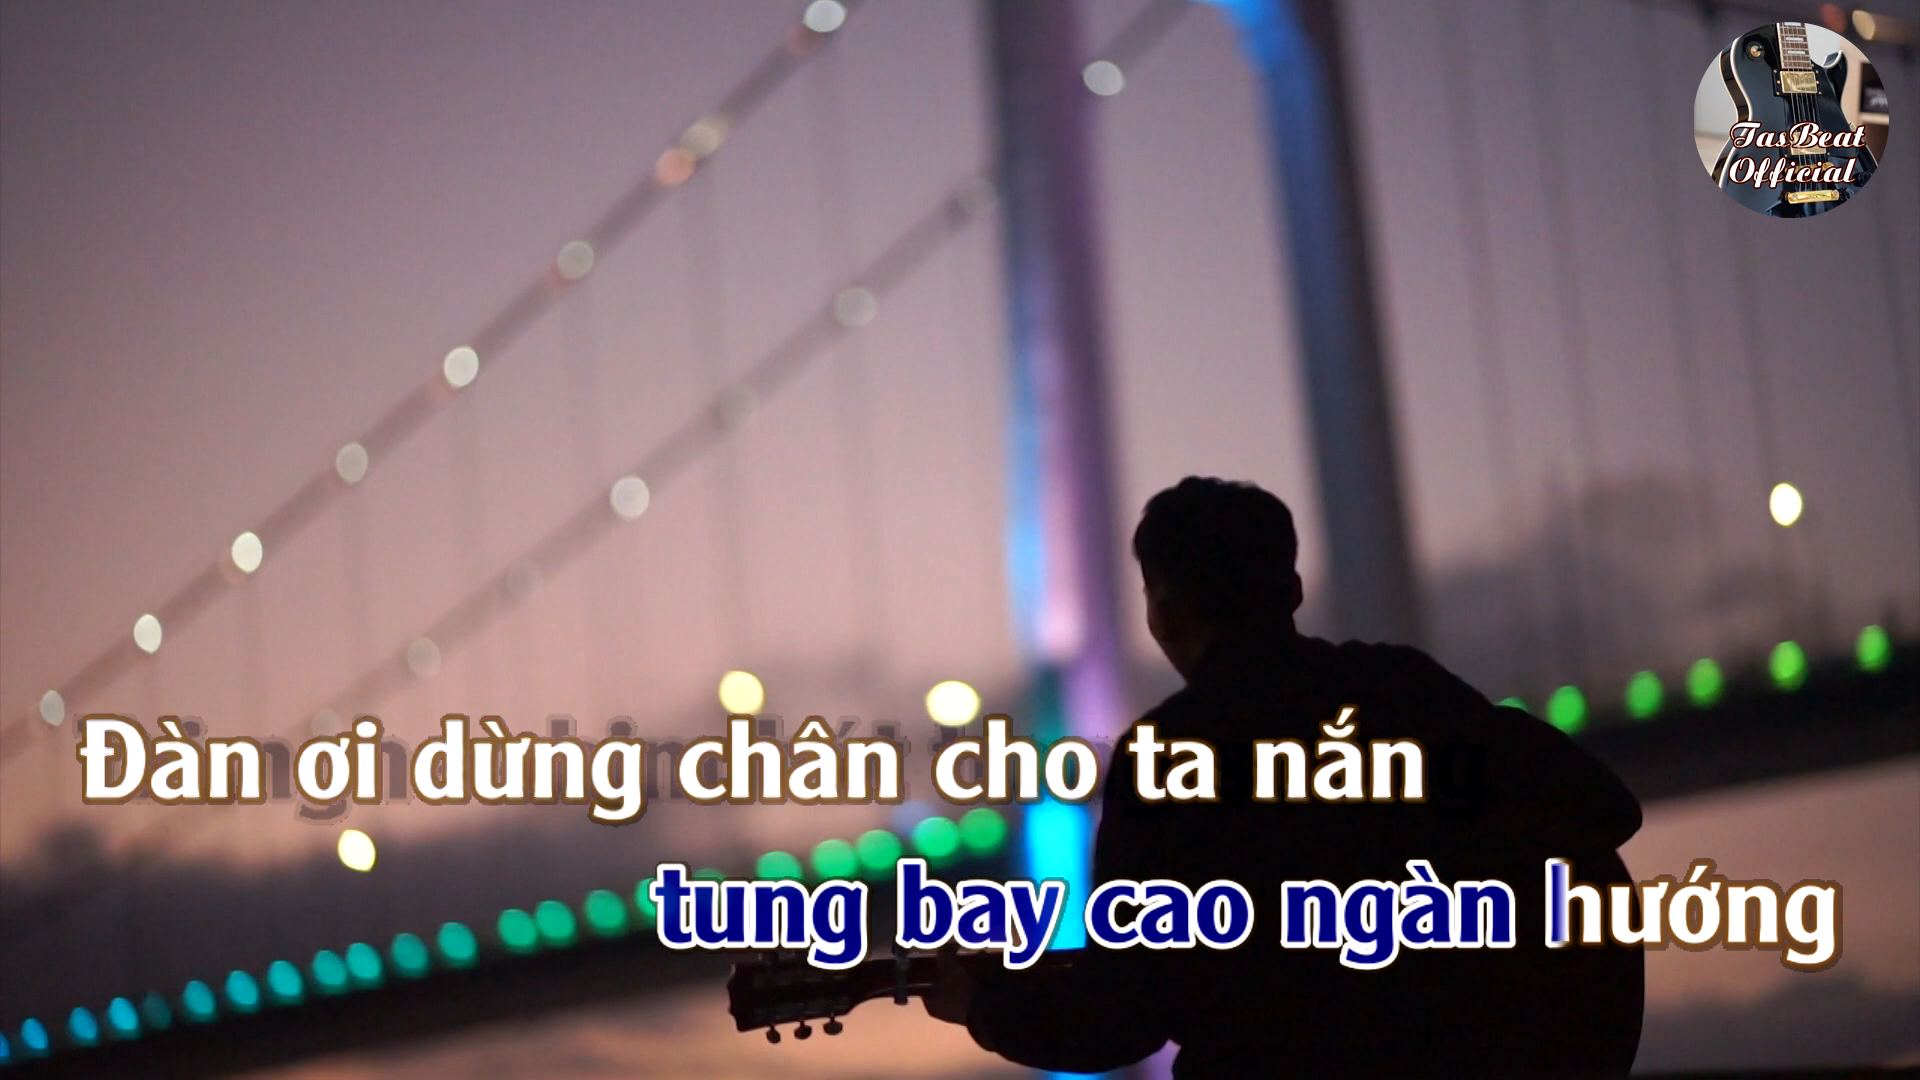 TasBeat
Official
Đàn ơi dừng chân cho ta nắn
tung bay cao ngàn hướng